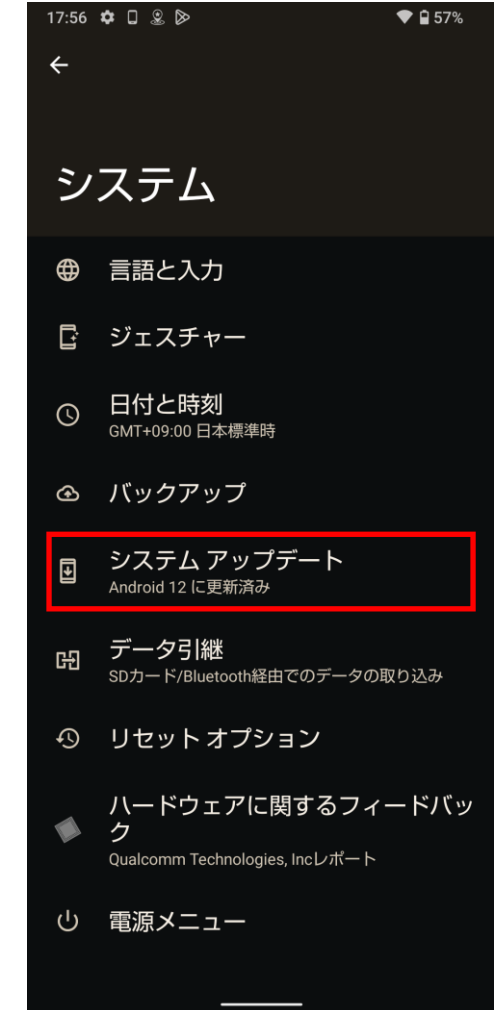 17:56 57%
システム
言語と入力
ジェスチャー
日付と時刻
GMT+09:00 日本標準時
バックアップ
システム アップデート
Android 12 に更新済み
データ引継
SDカード/Bluetooth経由でのデータの取り込み
リセット オプション
ハードウェアに関するフィードバッ
ク
Qualcomm Technologies, Incレポート
電源メニュー